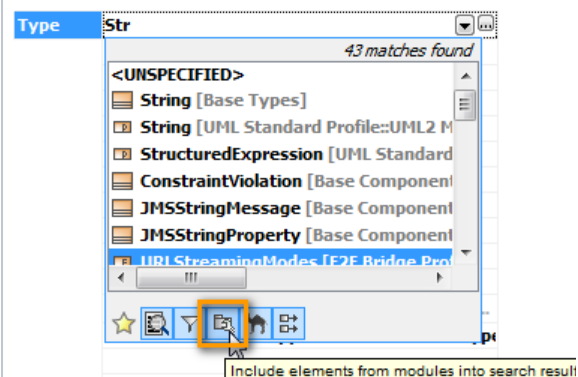 Type Str
43 matches found
<UNSPECIFIED>
String [Base Types]
String [UML Standard Profile::UML2 M
StructuredExpression [UML Standard
ConstraintViolation [Base Component
JMSStringMessage [Base Component
JMSStringProperty [Base Component
URLStreamingModes [E2E Bridge Prof
Include elements from modules into search result